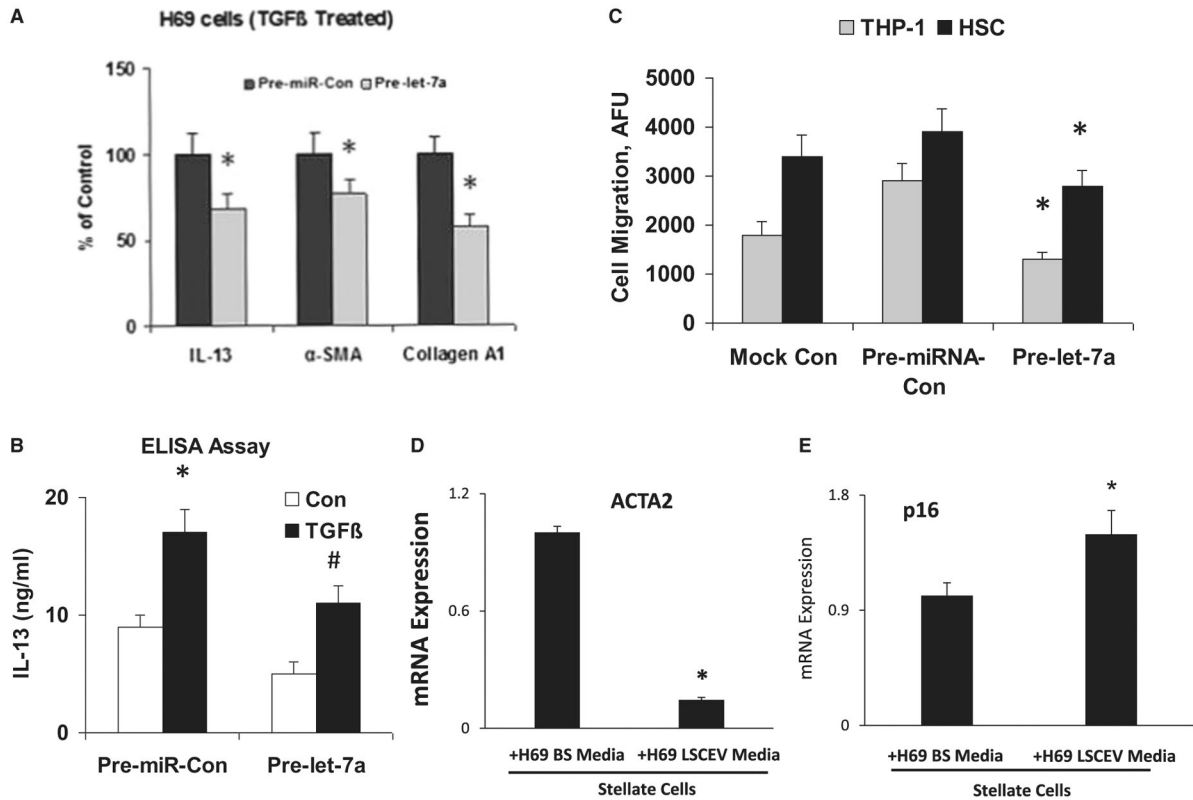 A
H69 cells (TGFß Treated)
150
100
50
0
% of Control
Pre-miR-Con Pre-let-7a
*
*
*
IL-13 α-SMA Collagen A1
B
ELISA Assay
20
10
0
IL-13 (ng/ml)
Con
TGFß
*
#
Pre-miR-Con Pre-let-7a
C
THP-1 HSC
5000
4000
3000
2000
1000
0
Cell Migration, AFU
*
*
Mock Con Pre-miRNA- Pre-let-7a
Con
D
1.2
0.6
0
mRNA Expression
ACTA2
*
+H69 BS Media +H69 LSCEV Media
Stellate Cells
E
1.8
0.9
0
mRNA Expression
p16
*
+H69 BS Media +H69 LSCEV Media
Stellate Cells